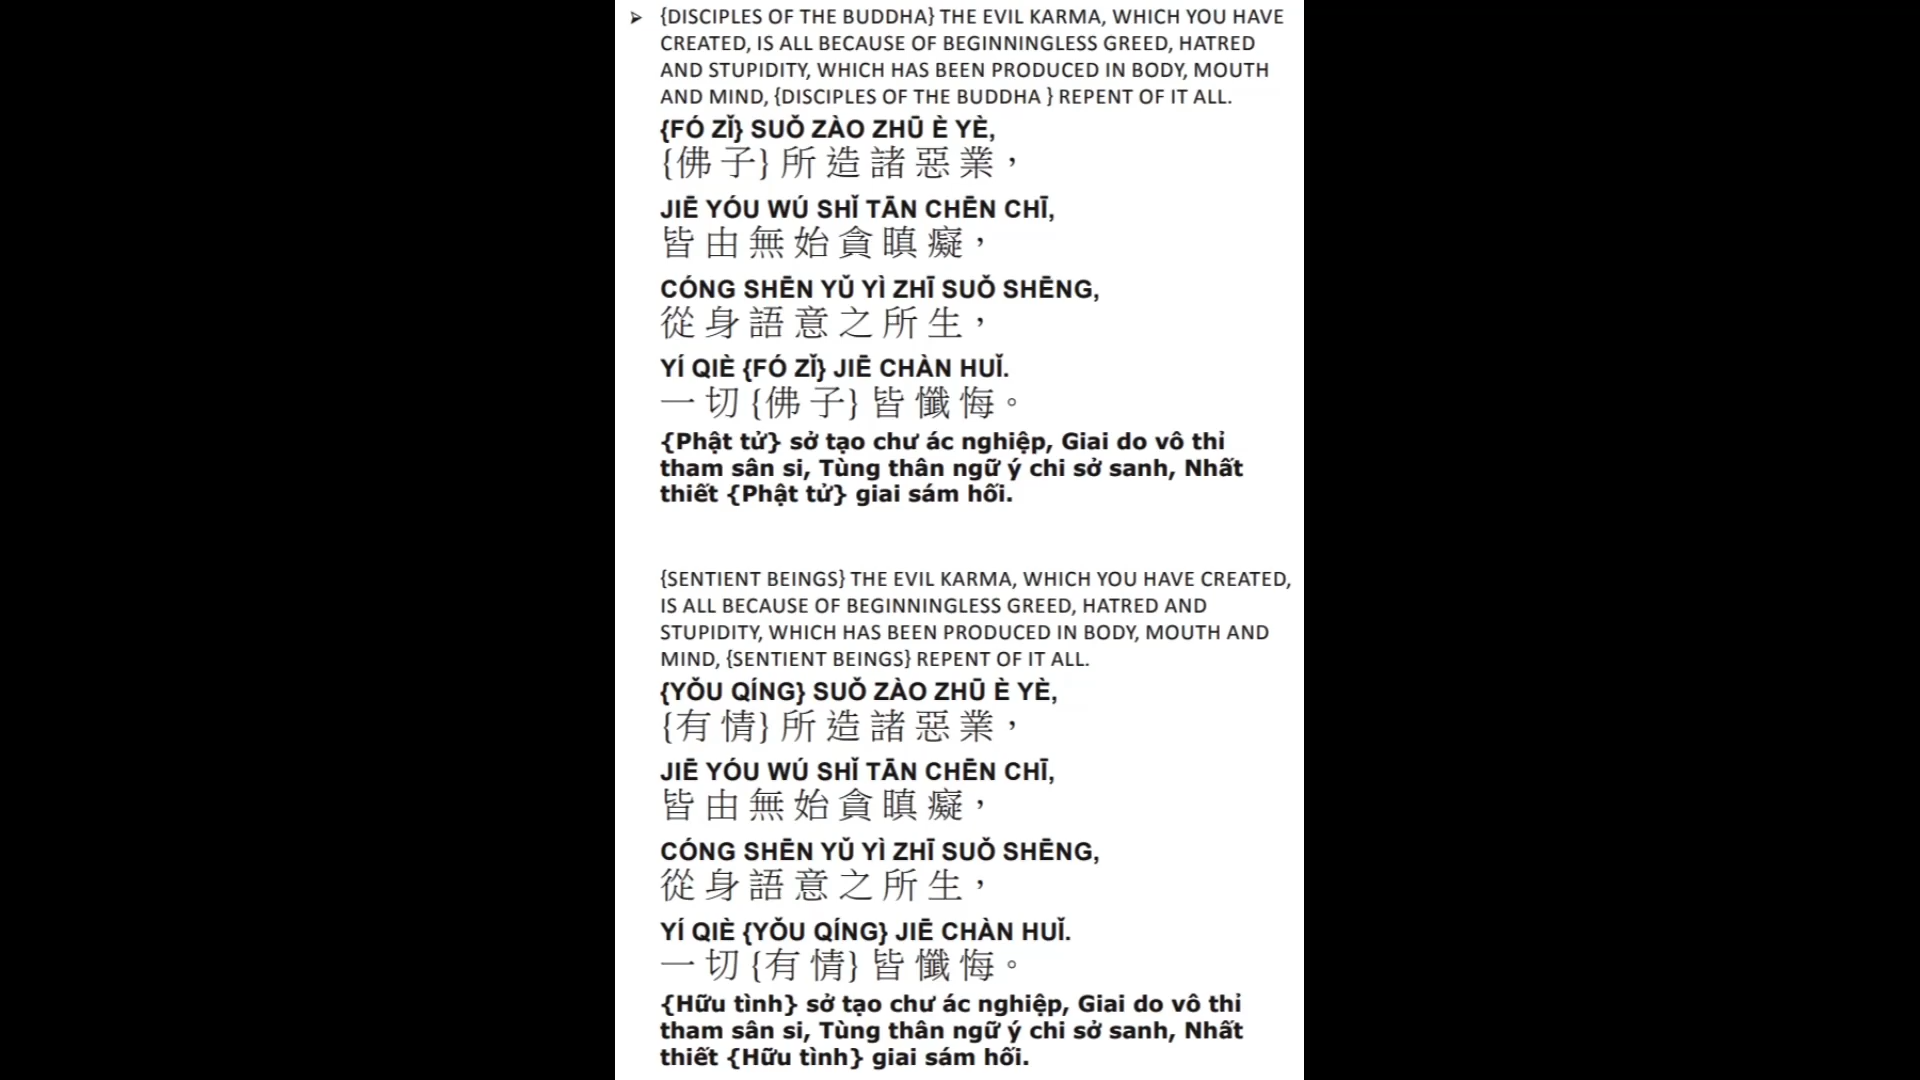 ➢ {DISCIPLES OF THE BUDDHA} THE EVIL KARMA, WHICH YOU HAVE
CREATED, IS ALL BECAUSE OF BEGINNINGLESS GREED, HATRED
AND STUPIDITY, WHICH HAS BEEN PRODUCED IN BODY, MOUTH
AND MIND, {DISCIPLES OF THE BUDDHA } REPENT OF IT ALL.
{FÓ ZǏ} SUǑ ZÀO ZHŪ È YÈ,
{佛 子} 所 造 諸 惡 業，
JIĒ YÓU WÚ SHǏ TĀN CHĒN CHĪ,
皆 由 無 始 貪 瞋 癡，
CÓNG SHĒN YǓ YÌ ZHĪ SUǑ SHĒNG,
從 身 語 意 之 所 生，
YÍ QIÈ {FÓ ZǏ} JIĒ CHÀN HUǏ.
一 切 {佛 子} 皆 懺 悔。
{Phật tử} sở tạo chư ác nghiệp, Giai do vô thỉ
tham sân si, Tùng thân ngữ ý chi sở sanh, Nhất
thiết {Phật tử} giai sám hối.
{SENTIENT BEINGS} THE EVIL KARMA, WHICH YOU HAVE CREATED,
IS ALL BECAUSE OF BEGINNINGLESS GREED, HATRED AND
STUPIDITY, WHICH HAS BEEN PRODUCED IN BODY, MOUTH AND
MIND, {SENTIENT BEINGS} REPENT OF IT ALL.
{YǑU QÍNG} SUǑ ZÀO ZHŪ È YÈ,
{有 情} 所 造 諸 惡 業，
JIĒ YÓU WÚ SHǏ TĀN CHĒN CHĪ,
皆 由 無 始 貪 瞋 癡，
CÓNG SHĒN YǓ YÌ ZHĪ SUǑ SHĒNG,
從 身 語 意 之 所 生，
YÍ QIÈ {YǑU QÍNG} JIĒ CHÀN HUǏ.
一 切 {有 情} 皆 懺 悔。
{Hữu tình} sở tạo chư ác nghiệp, Giai do vô thỉ
tham sân si, Tùng thân ngữ ý chi sở sanh, Nhất
thiết {Hữu tình} giai sám hối.